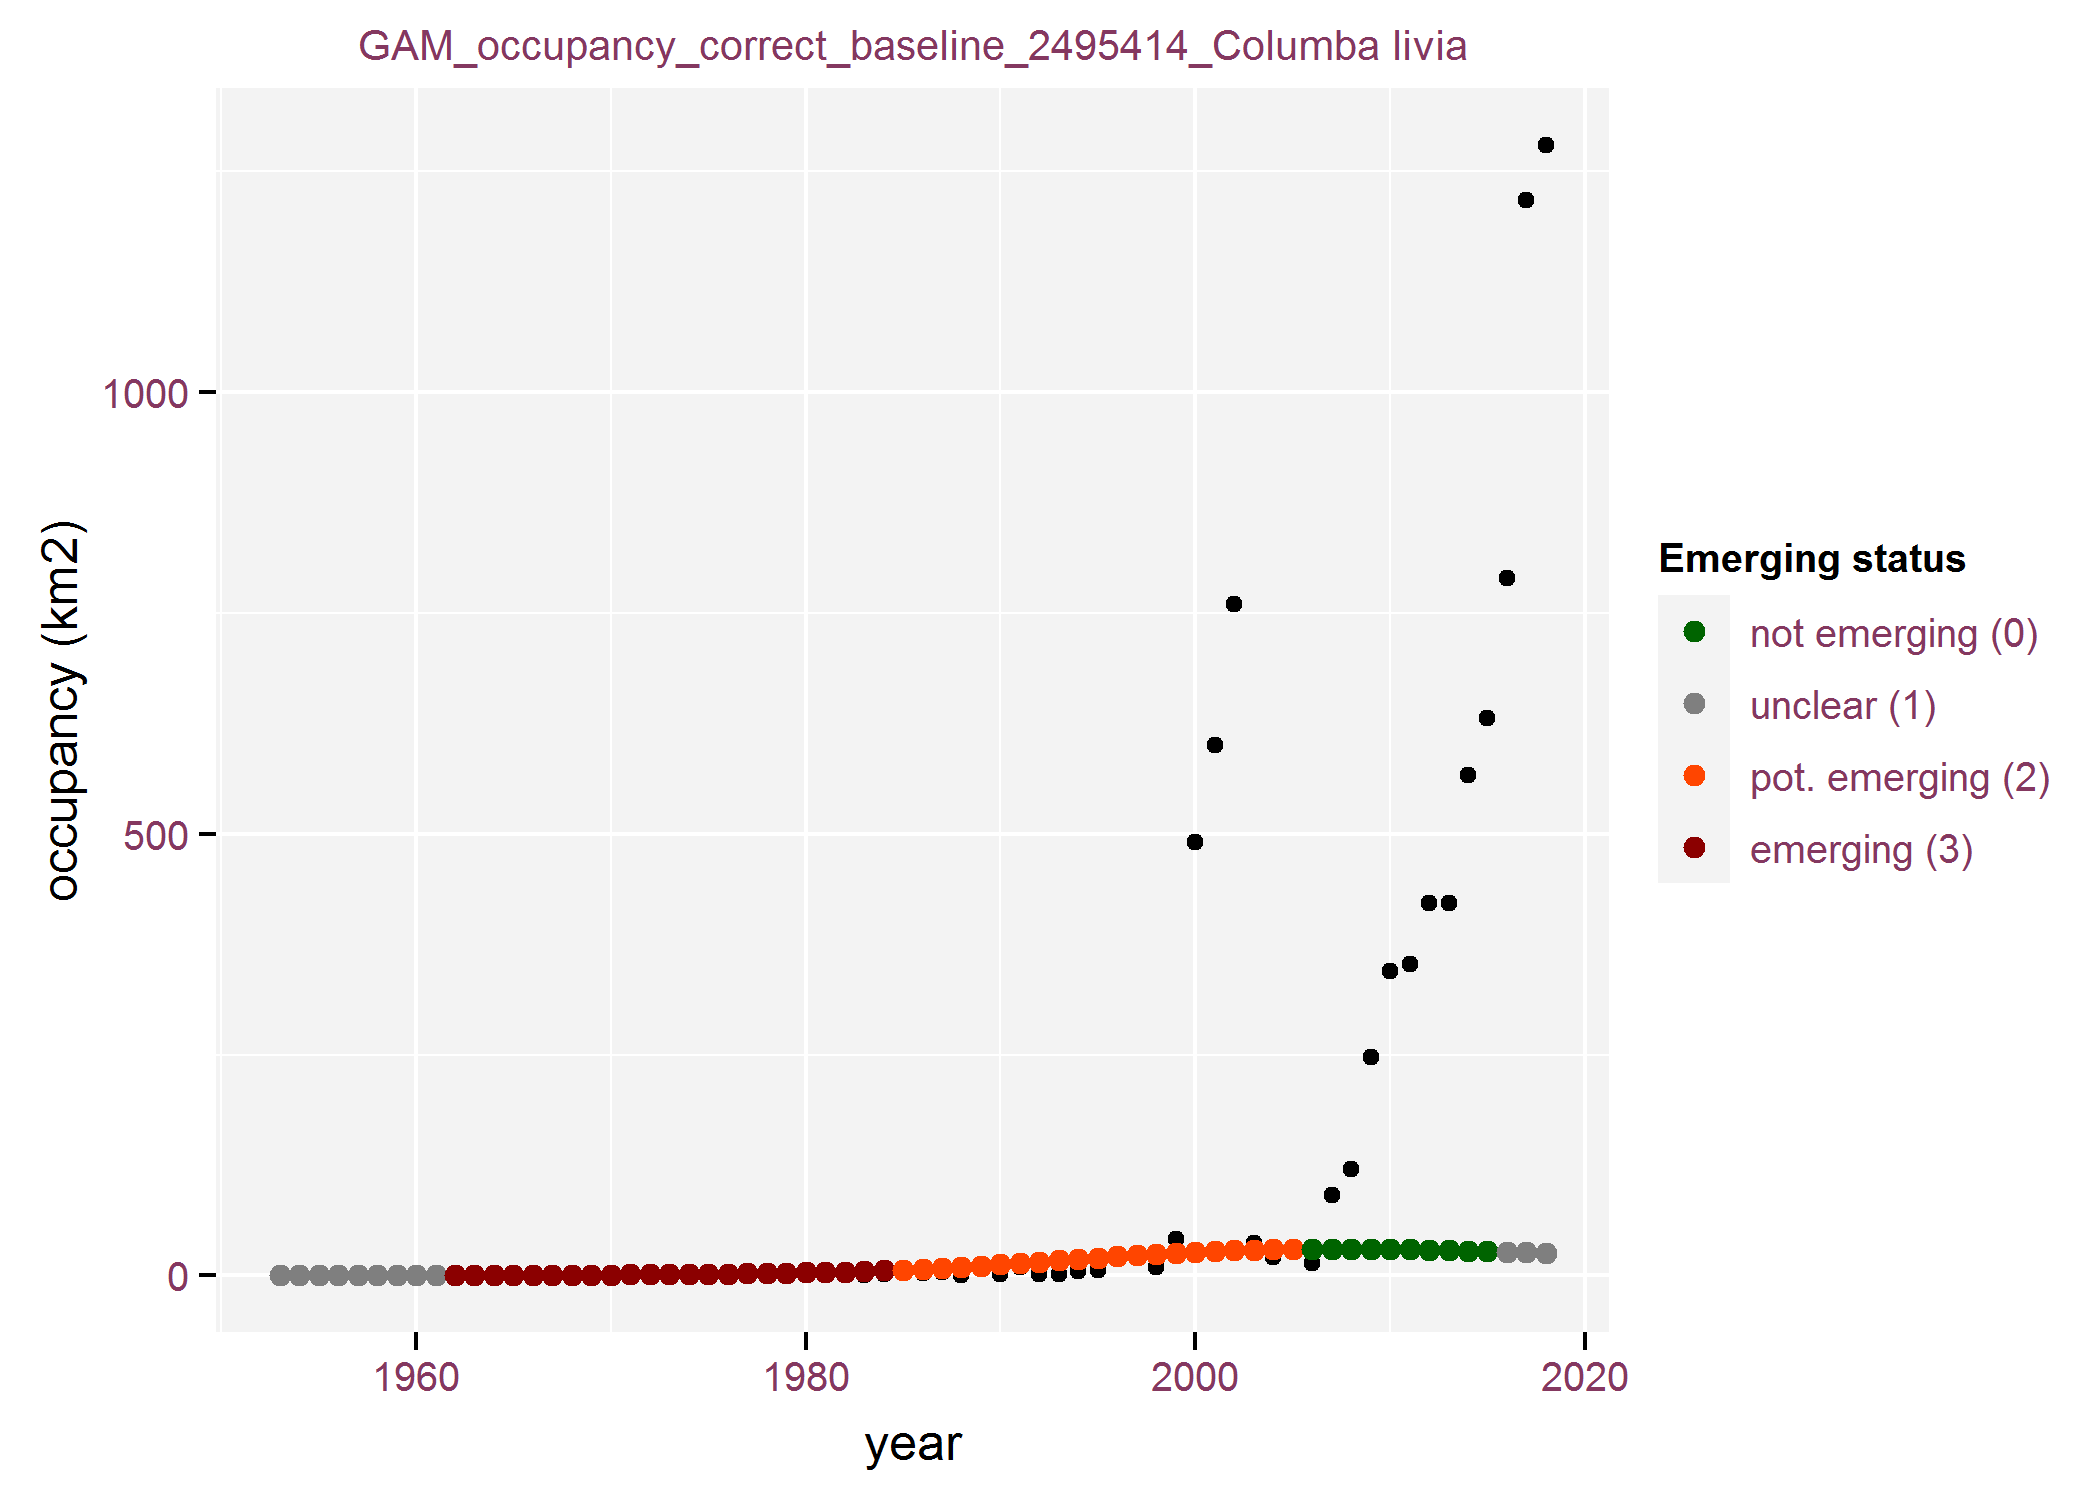 GAM_occupancy_correct_baseline_2495414_Columba livia
occupancy (km2)
1000
500
0
1960
1980
2000
2020
year
Emerging status
not emerging (0)
unclear (1)
pot. emerging (2)
emerging (3)